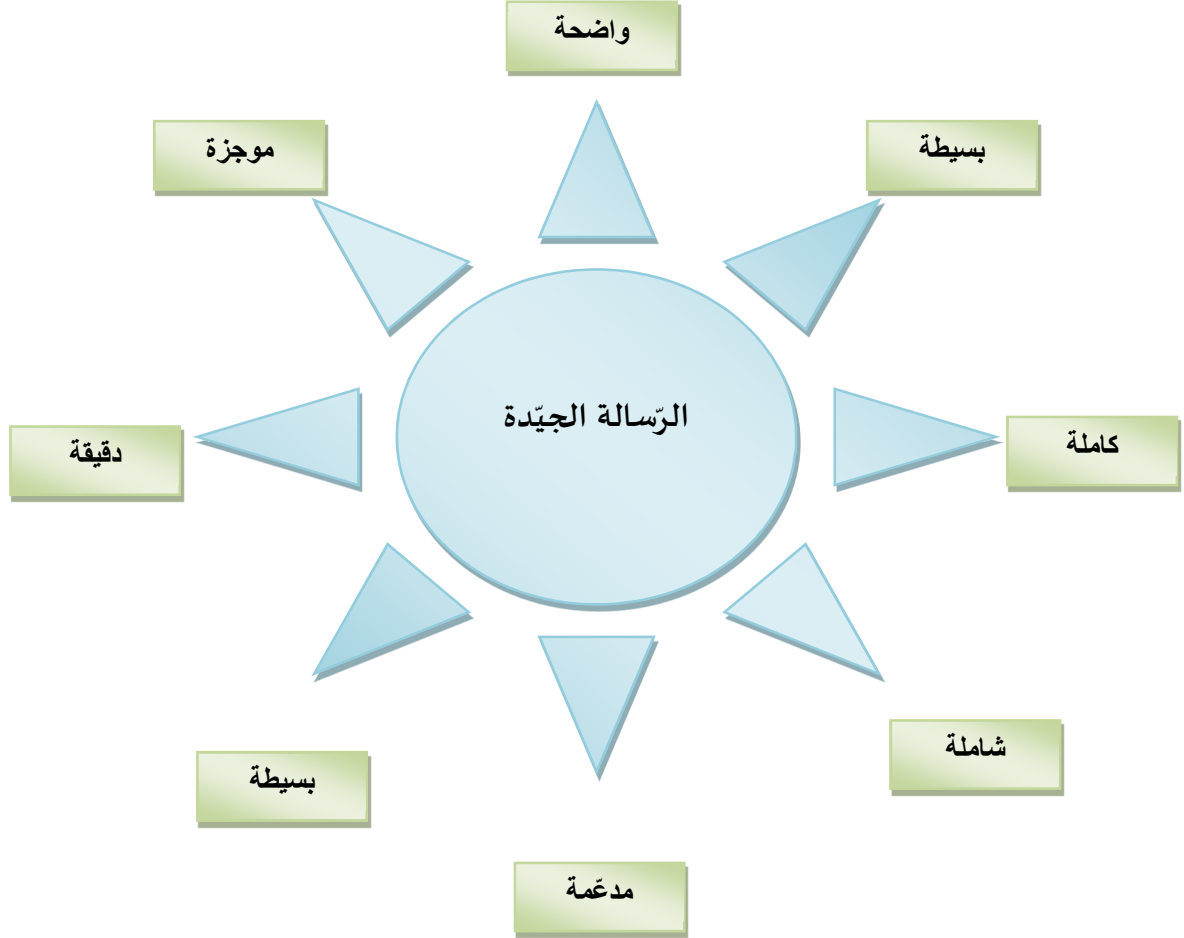 واضحة
بسيطة
موجزة
الرّسالة الجيّدة
كاملة
دقيقة
شاملة
بسيطة
مدعّمة